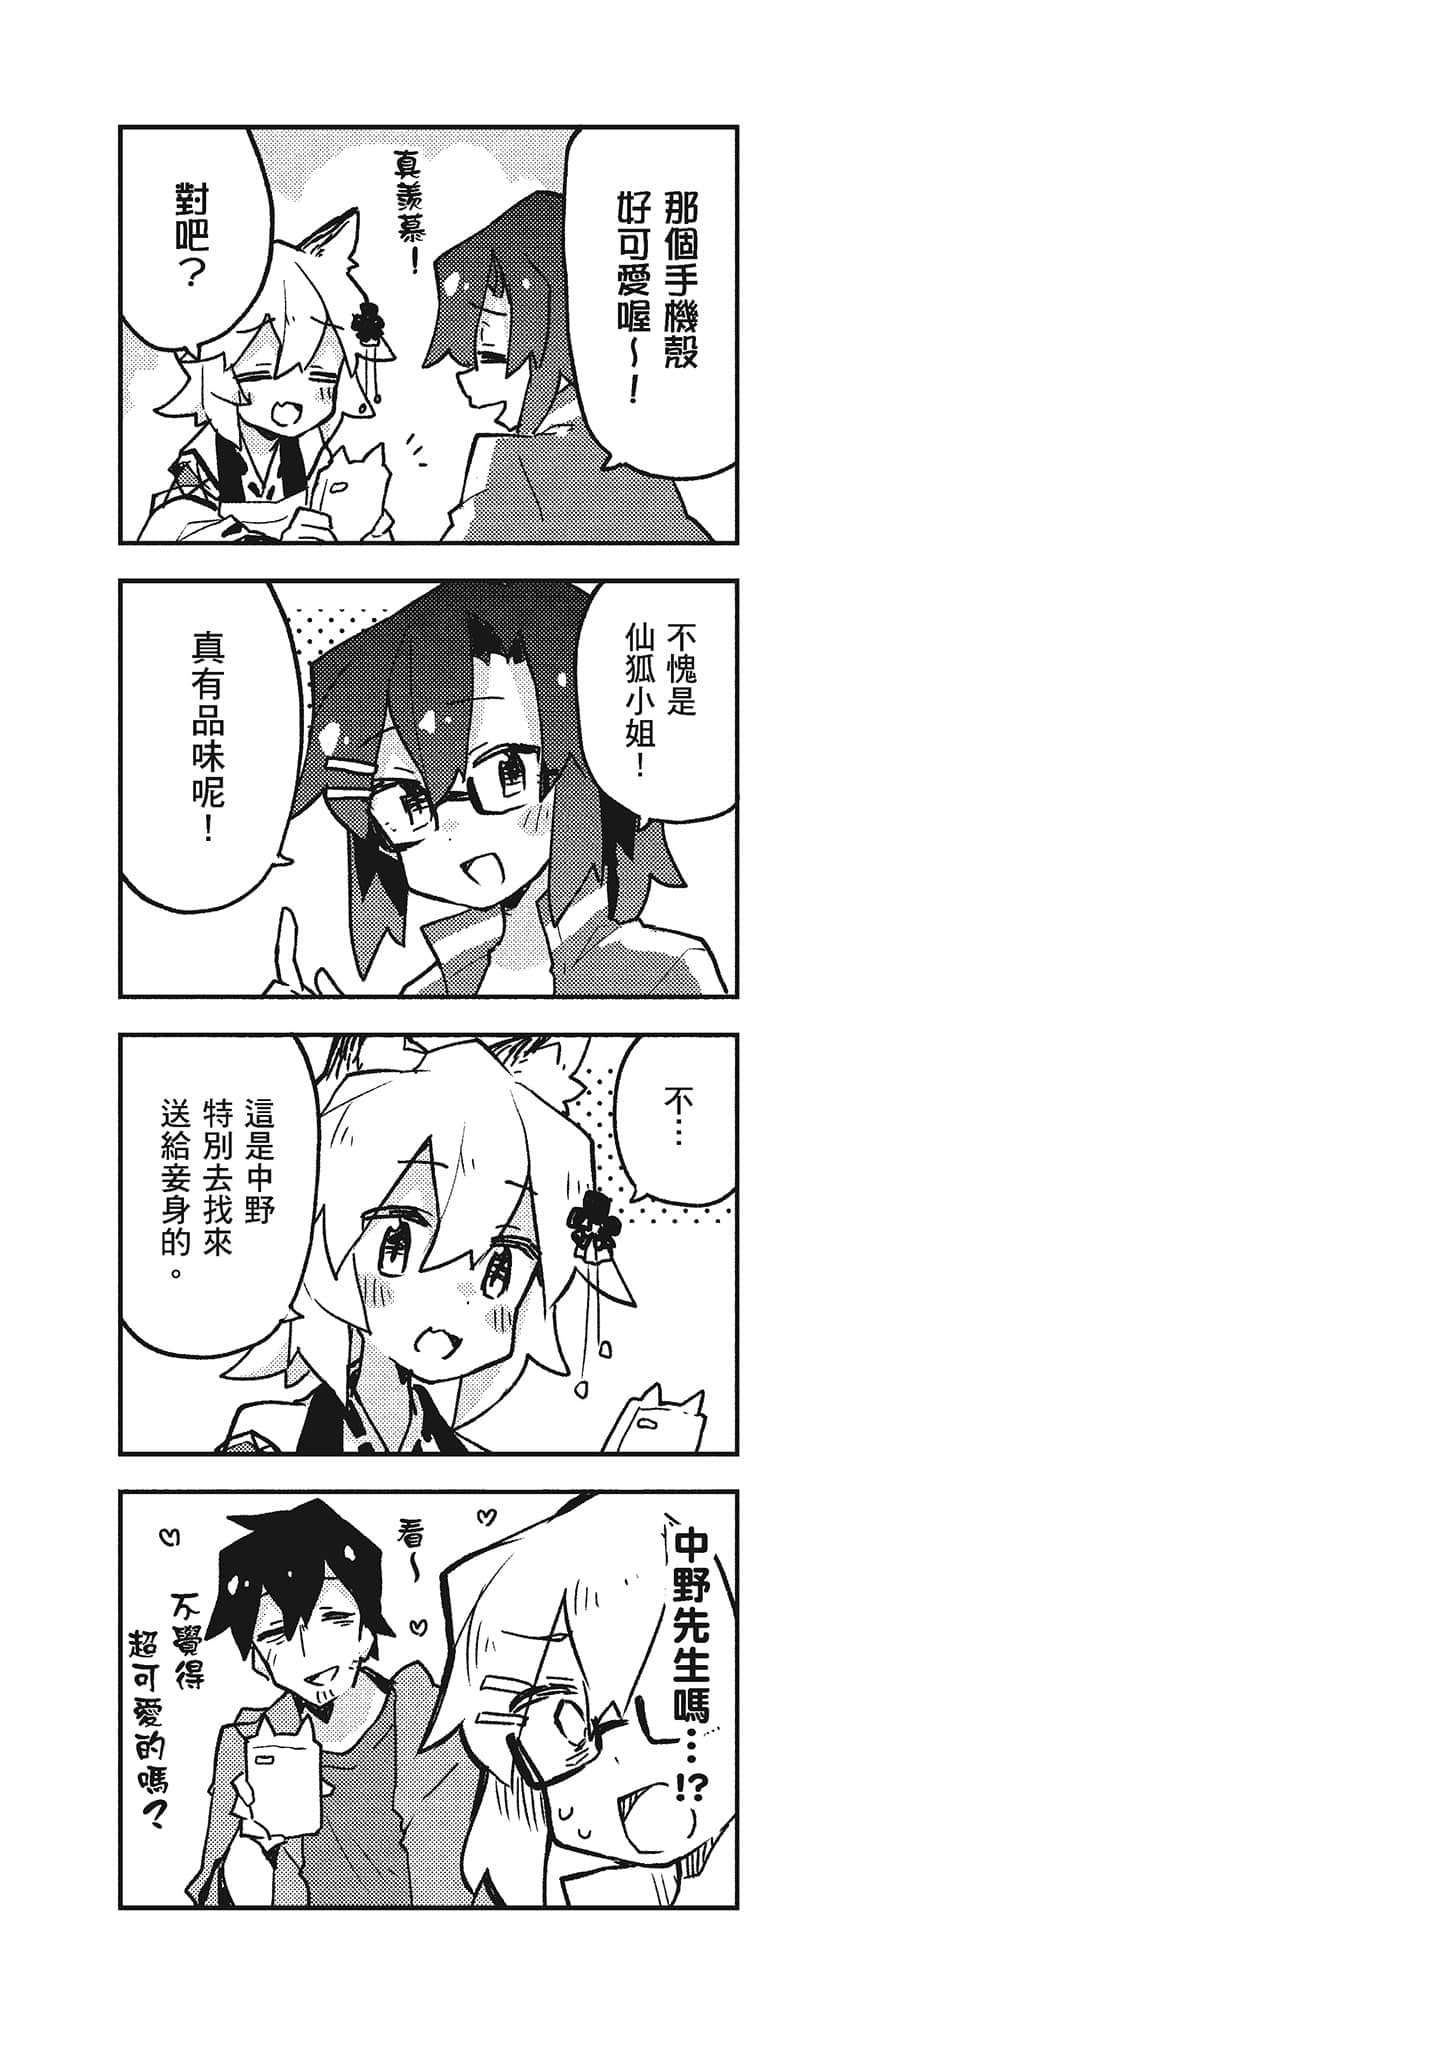 那個手機殼
好可愛喔～！
真羨慕！
對吧？
不愧是
仙狐小姐！
真有品味呢！
不…
這是中野
特別去找來
送給妾身的。
中野先生嗎…⁉
看～
不覺得
超可愛的嗎？